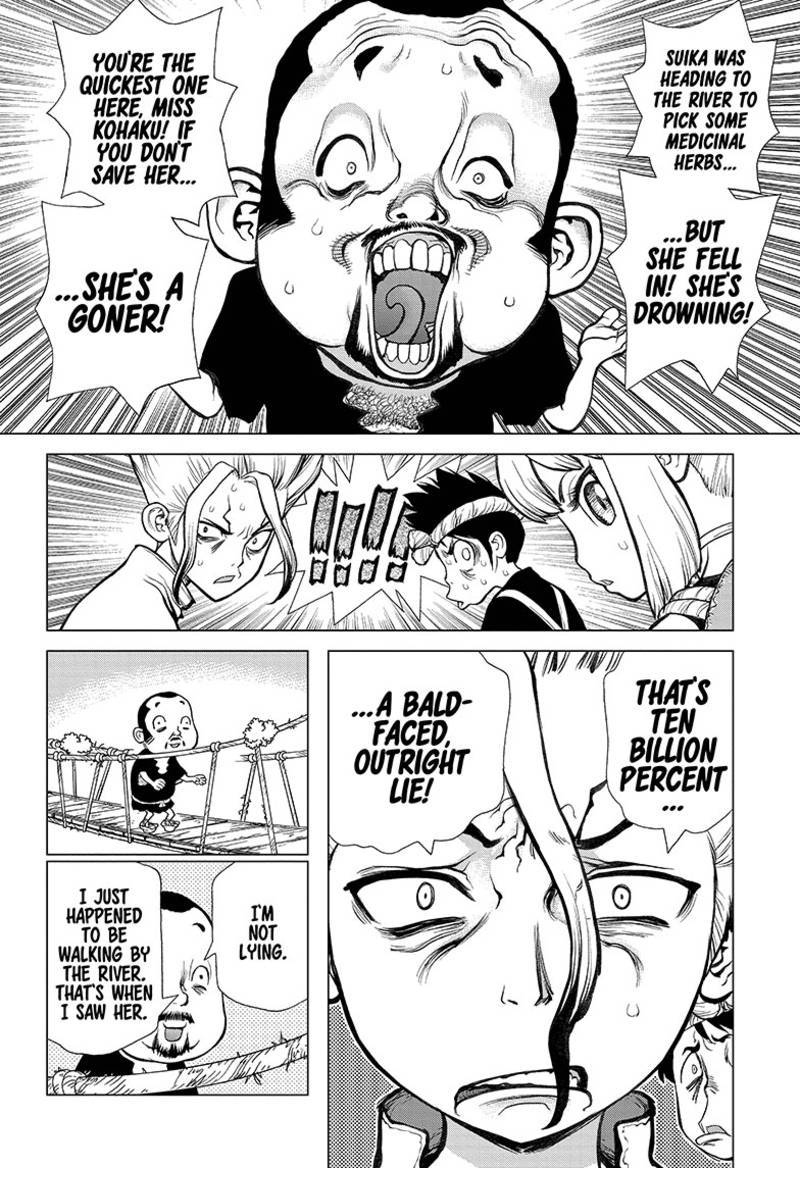 SUIKA WAS
HEADING TO
THE RIVER TO
PICK SOME
MEDICINAL
HERBS...
...BUT
SHE FELL
IN! SHE'S
DROWNING!
YOU'RE THE
QUICKEST ONE
HERE, MISS
KOHAKU! IF
YOU DON'T
SAVE HER...
...SHE'S A
GONER!
!!!!
THAT'S
TEN
BILLION
PERCENT
...
...A BALD-
FACED,
OUTRIGHT
LIE!
I'M
NOT
LYING.
I JUST
HAPPENED
TO BE
WALKING BY
THE RIVER.
THAT'S WHEN
I SAW HER.